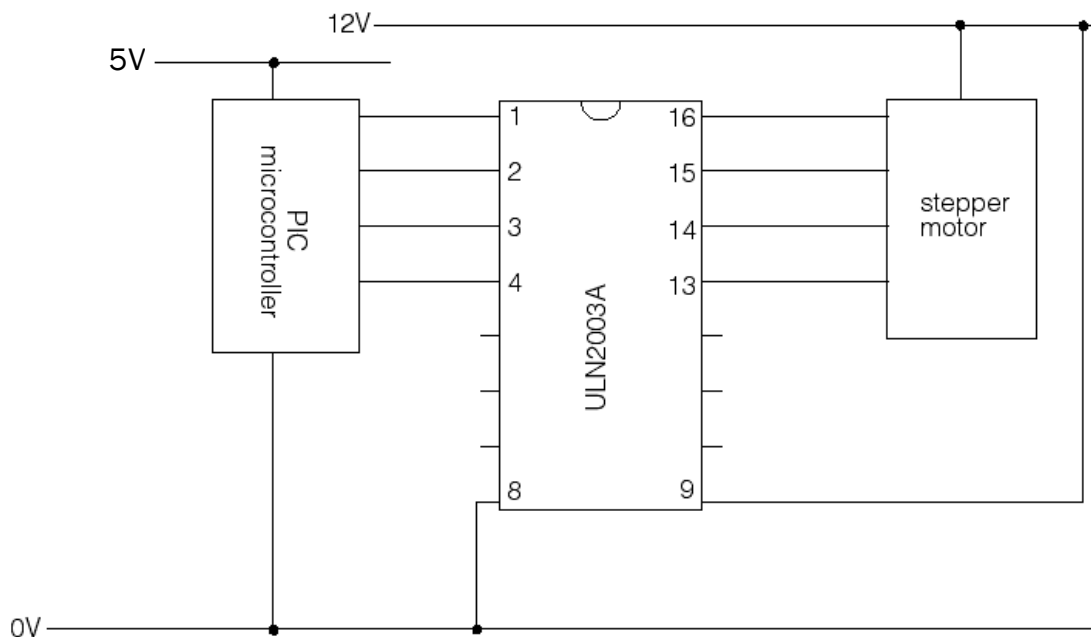 12V
5V
PIC
microcontroller
1
2
3
4
8
ULN2003A
16
15
14
13
9
stepper
motor
0V